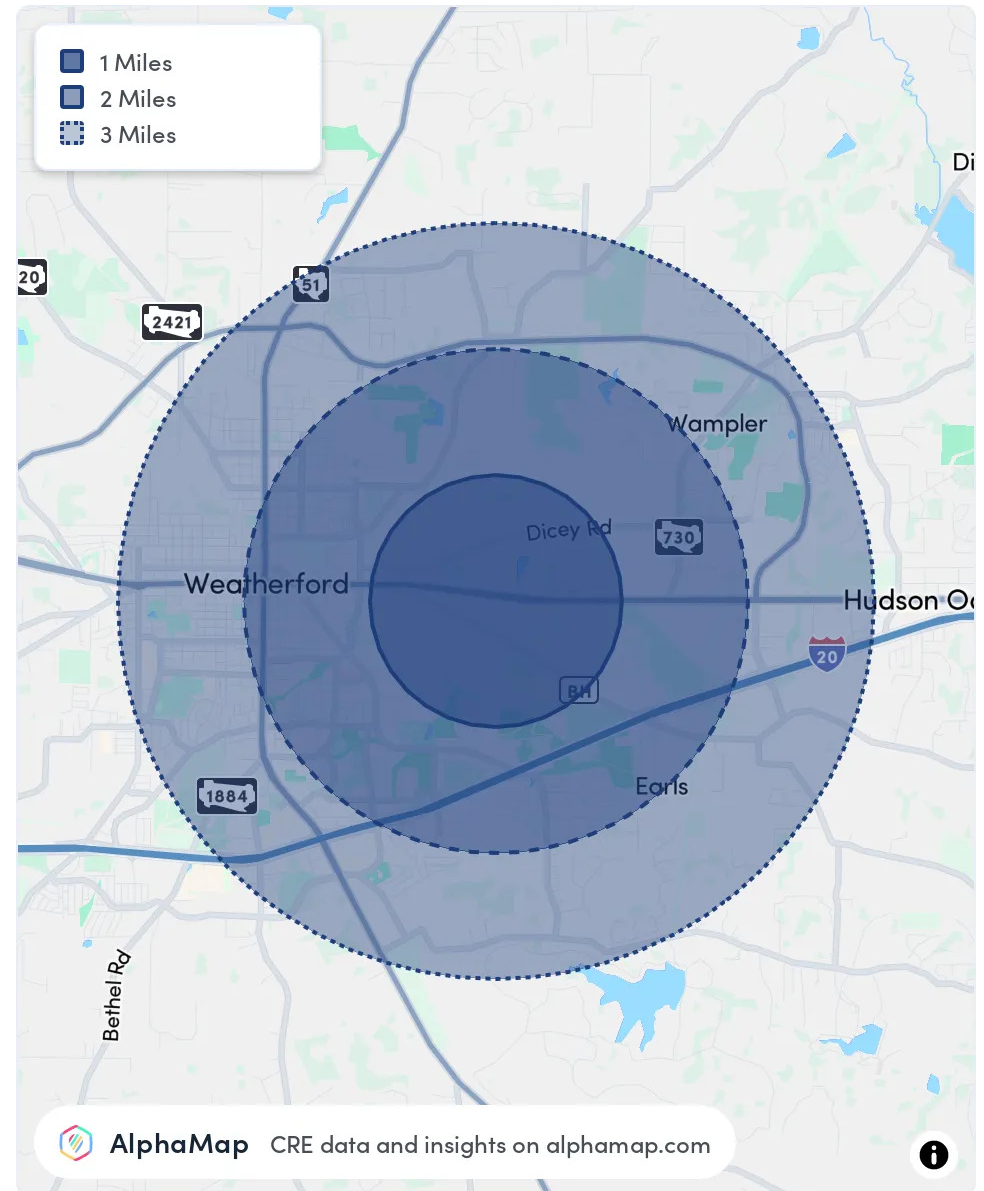 1 Miles
2 Miles
3 Miles
Di
20
51
2421
Wampler
Dicey Rd
730
Weatherford
Hudson Oa
20
BH
Earls
1884
Bethel Rd
AlphaMap CRE data and insights on alphamap.com